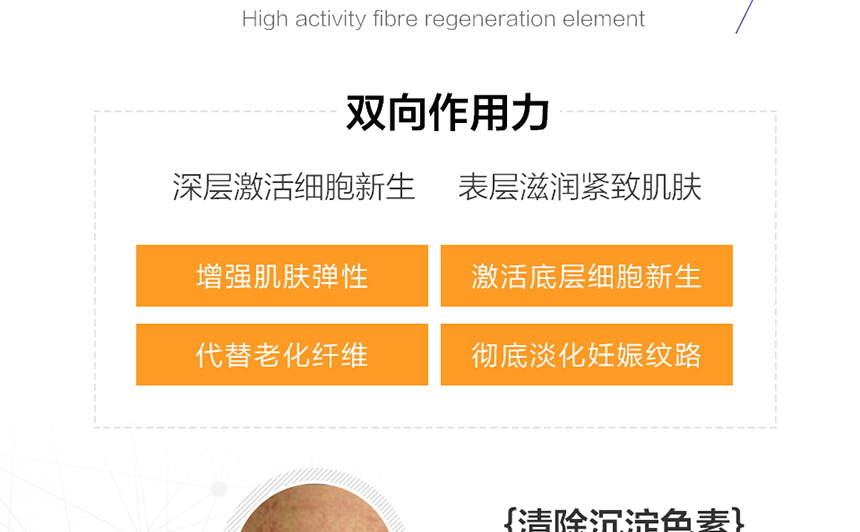 High activity fibre regeneration element
双向作用力
深层激活细胞新生 表层滋润紧致肌肤
增强肌肤弹性 激活底层细胞新生
代替老化纤维 彻底淡化妊娠纹路
{清除沉淀色素}